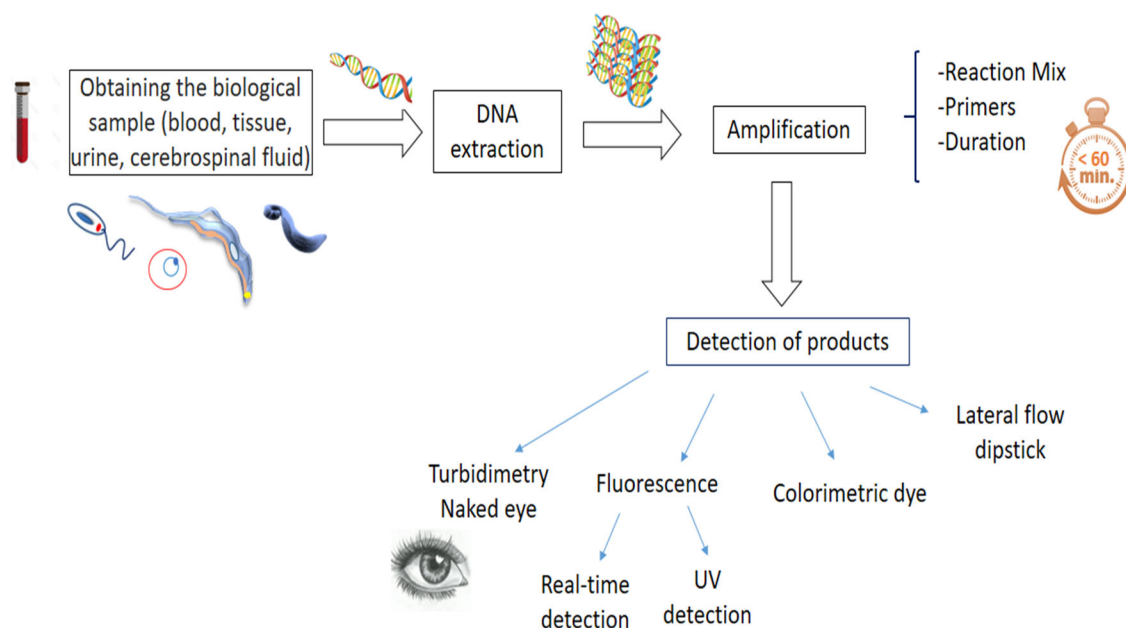 Obtaining the biological
sample (blood, tissue,
urine, cerebrospinal fluid)
DNA
extraction
Amplification
-Reaction Mix
-Primers
-Duration
< 60
min.
Detection of products
Turbidimetry
Naked eye
Fluorescence
Colorimetric dye
Lateral flow
dipstick
Real-time
detection
UV
detection